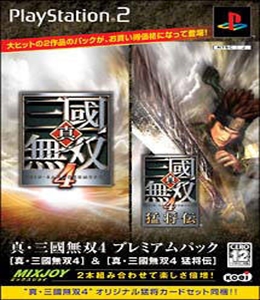 PlayStation 2
大ヒットの2作品のパックが、お買い得価格になって登場!
真
三國
無双
4
真
三國
無双
4
猛将伝
真・三國無双4 プレミアムパック
[真・三國無双4] & [真・三國無双4 猛将伝]
MIXJOY
2本組み合わせて楽しさ倍増!
CERO
12
KOEI
"真・三國無双4" オリジナル猛将カードセット同梱!!